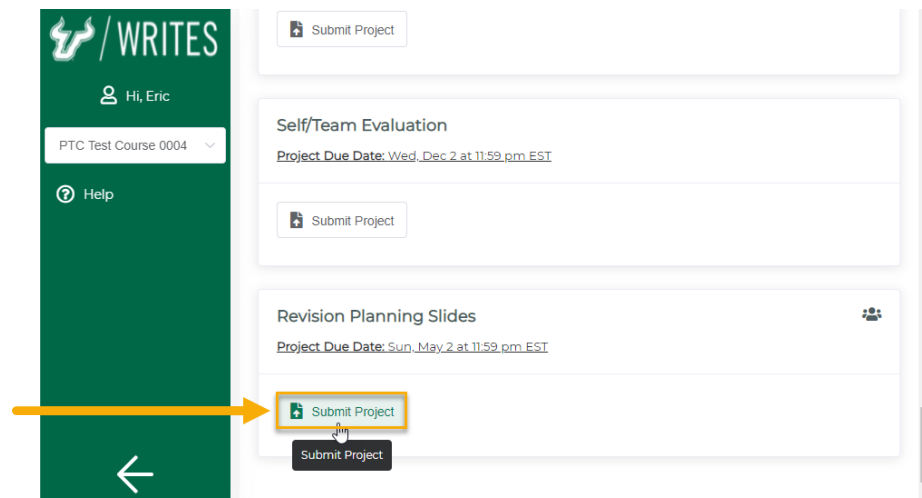 / WRITES
Hi, Eric
PTC Test Course 0004
Help
Submit Project
Self/Team Evaluation
Project Due Date: Wed, Dec 2 at 11:59 pm EST
Submit Project
Revision Planning Slides
Project Due Date: Sun, May 2 at 11:59 pm EST
Submit Project
Submit Project